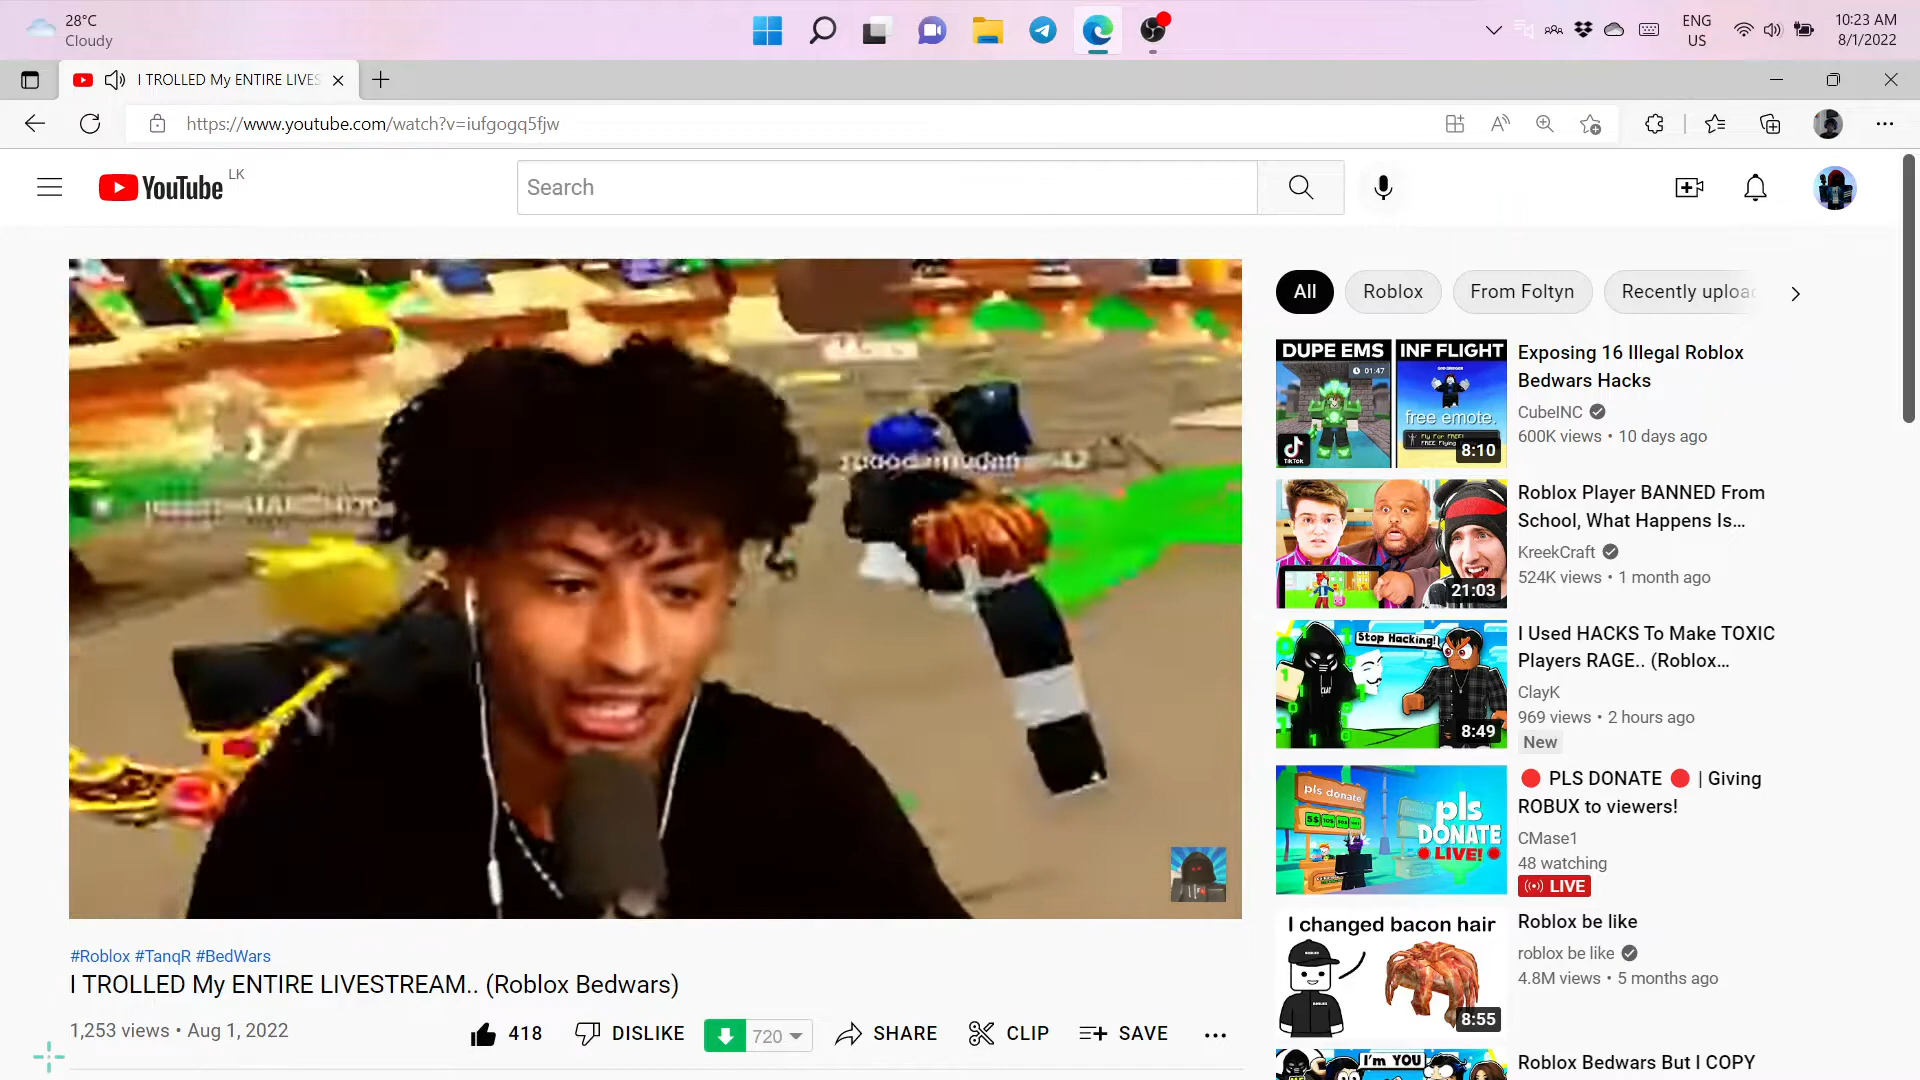 28°C
Cloudy
ENG
US
10:23 AM
8/1/2022
I TROLLED My ENTIRE LIVES
https://www.youtube.com/watch?v=iufgogq5fjw
YouTube LK
Search
All
Roblox
From Foltyn
Recently uploa
DUPE EMS
INF FLIGHT
01:47
free emote.
TikTok
8:10
Exposing 16 Illegal Roblox
Bedwars Hacks
CubeINC
600K views • 10 days ago
21:03
Roblox Player BANNED From
School, What Happens Is...
KreekCraft
524K views • 1 month ago
Stop Hacking!
8:49
I Used HACKS To Make TOXIC
Players RAGE.. (Roblox...
ClayK
969 views • 2 hours ago
New
pls donate
pls
DONATE
LIVE!
🔴 PLS DONATE 🔴 | Giving
ROBUX to viewers!
CMase1
48 watching
LIVE
I changed bacon hair
8:55
Roblox be like
roblox be like
4.8M views • 5 months ago
I'm YOU
Roblox Bedwars But I COPY
#Roblox #TanqR #BedWars
I TROLLED My ENTIRE LIVESTREAM.. (Roblox Bedwars)
1,253 views • Aug 1, 2022
418
DISLIKE
720
SHARE
CLIP
SAVE